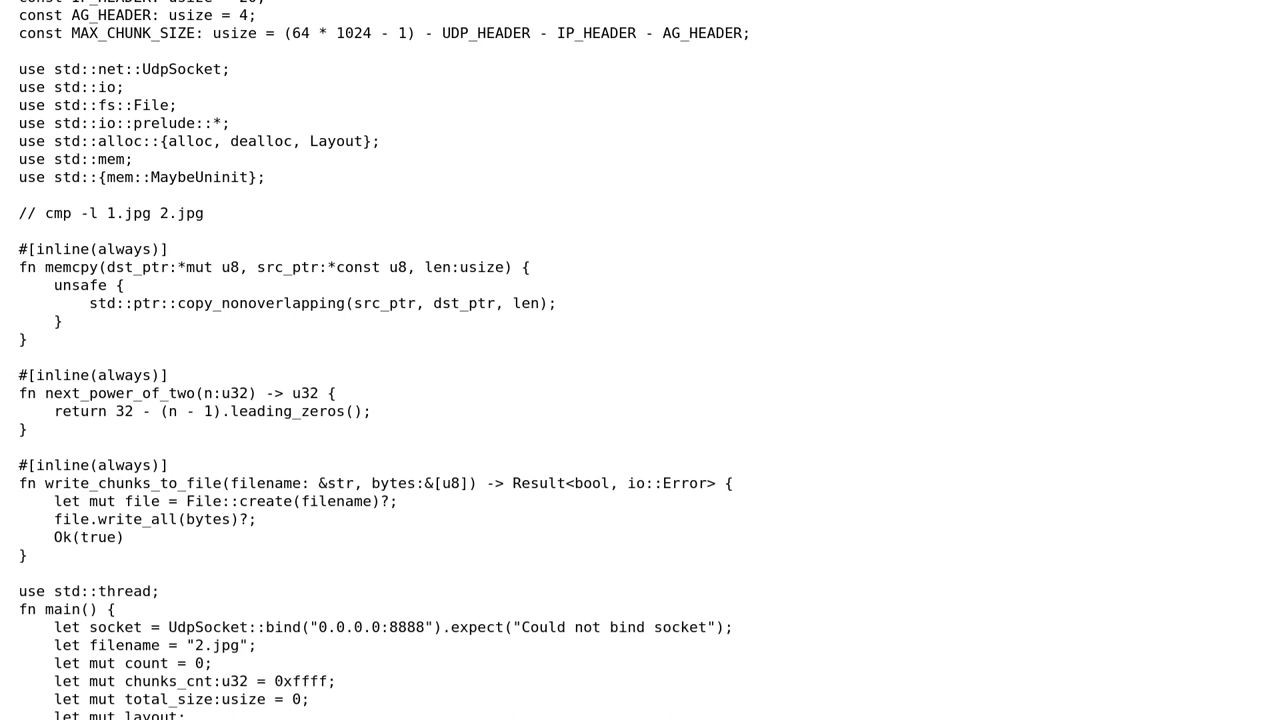 const IP_HEADER: usize = 20;
const AG_HEADER: usize = 4;
const MAX_CHUNK_SIZE: usize = (64 * 1024 - 1) - UDP_HEADER - IP_HEADER - AG_HEADER;

use std::net::UdpSocket;
use std::io;
use std::fs::File;
use std::io::prelude::*;
use std::alloc::{alloc, dealloc, Layout};
use std::mem;
use std::{mem::MaybeUninit};

// cmp -l 1.jpg 2.jpg

#[inline(always)]
fn memcpy(dst_ptr:*mut u8, src_ptr:*const u8, len:usize) {
    unsafe {
        std::ptr::copy_nonoverlapping(src_ptr, dst_ptr, len);
    }
}

#[inline(always)]
fn next_power_of_two(n:u32) -> u32 {
    return 32 - (n - 1).leading_zeros();
}

#[inline(always)]
fn write_chunks_to_file(filename: &str, bytes:&[u8]) -> Result<bool, io::Error> {
    let mut file = File::create(filename)?;
    file.write_all(bytes)?;
    Ok(true)
}

use std::thread;
fn main() {
    let socket = UdpSocket::bind("0.0.0.0:8888").expect("Could not bind socket");
    let filename = "2.jpg";
    let mut count = 0;
    let mut chunks_cnt:u32 = 0xffff;
    let mut total_size:usize = 0;
    let mut layout;